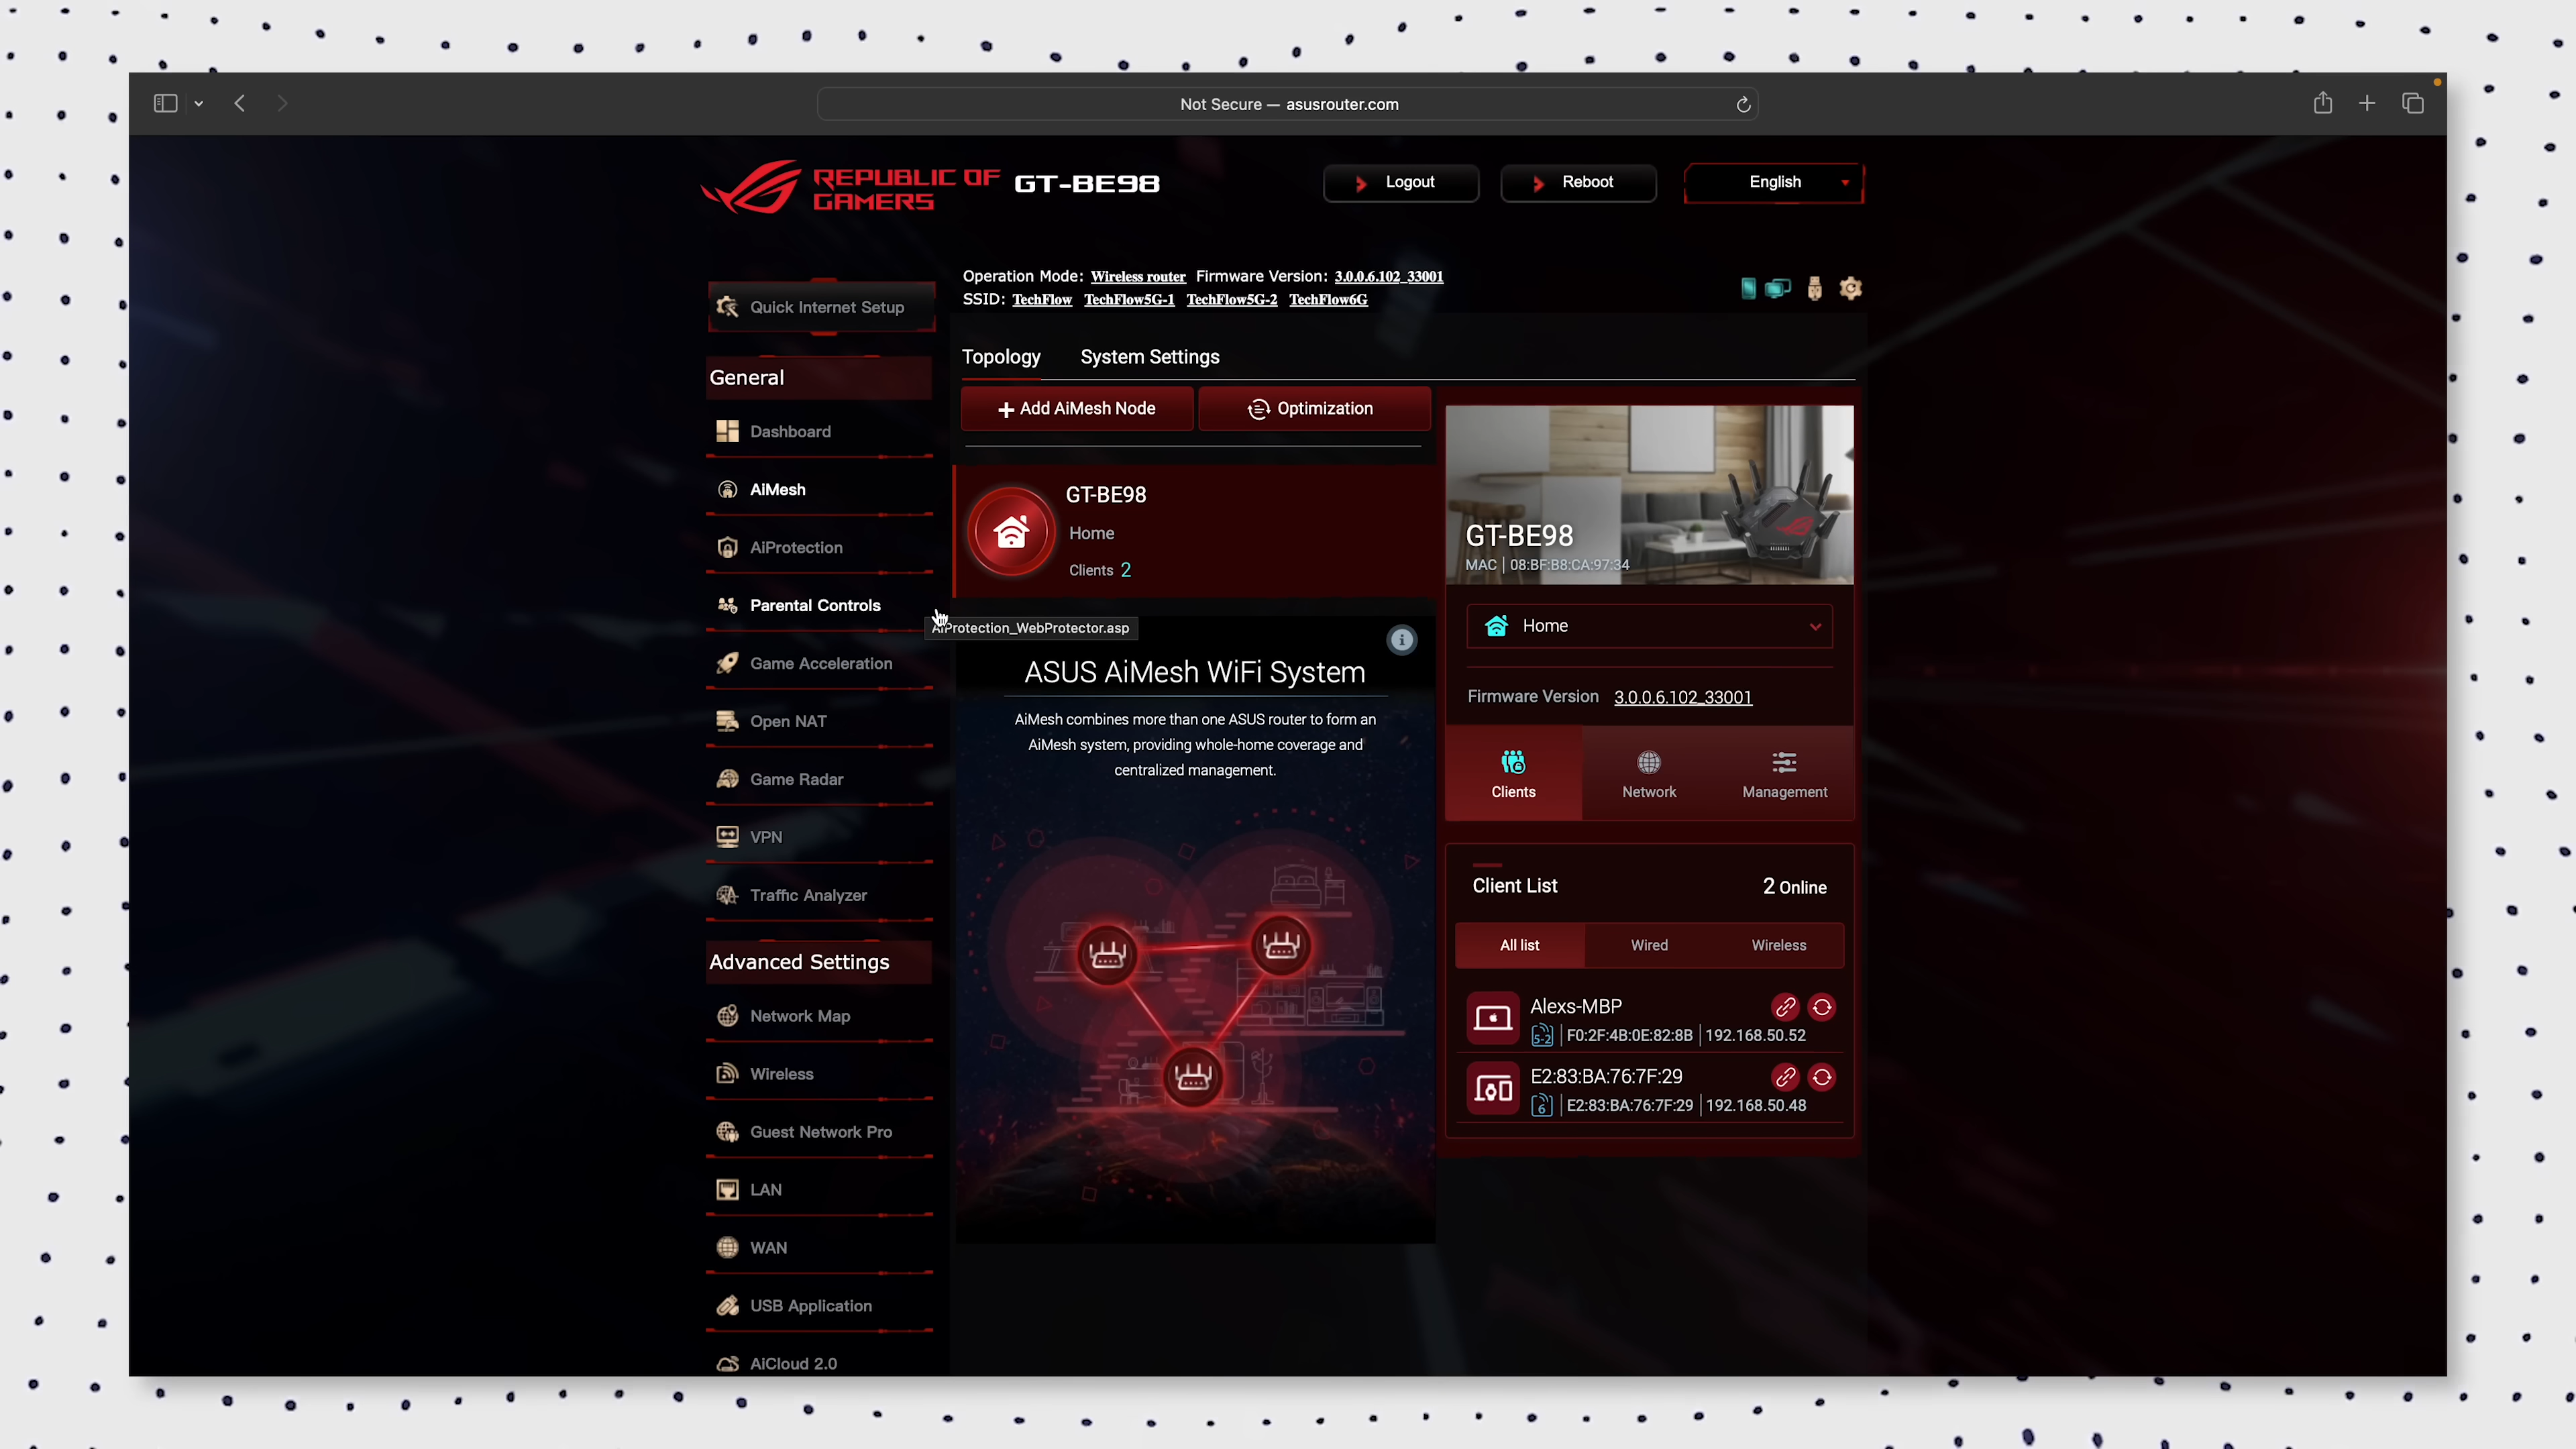 Not Secure — asusrouter.com
REPUBLIC OF
GAMERS
GT-BE98
Logout
Reboot
English
Operation Mode: Wireless router Firmware Version: 3.0.0.6.102_33001
SSID: TechFlow TechFlow5G-1 TechFlow5G-2 TechFlow6G
Quick Internet Setup
General
Dashboard
AiMesh
AiProtection
Parental Controls
Game Acceleration
Open NAT
Game Radar
VPN
Traffic Analyzer
Advanced Settings
Network Map
Wireless
Guest Network Pro
LAN
WAN
USB Application
AiCloud 2.0
Topology
System Settings
+ Add AiMesh Node
Optimization
GT-BE98
Home
Clients 2
AiProtection_WebProtector.asp
ASUS AiMesh WiFi System
AiMesh combines more than one ASUS router to form an
AiMesh system, providing whole-home coverage and
centralized management.
GT-BE98
MAC | 08:BF:B8:CA:97:34
Home
Firmware Version 3.0.0.6.102_33001
Clients
Network
Management
Client List
2 Online
All list
Wired
Wireless
Alexs-MBP
5-2 | F0:2F:4B:0E:82:8B | 192.168.50.52
E2:83:BA:76:7F:29
6 | E2:83:BA:76:7F:29 | 192.168.50.48